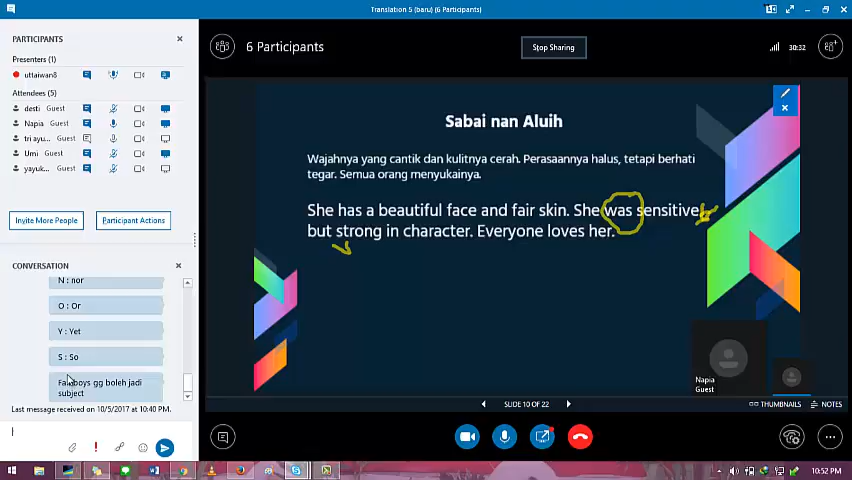 Translation 5 (baru) (6 Participants)
PARTICIPANTS
Presenters (1)
uttaiwan8
Attendees (5)
desti Guest
Napia Guest
tri ayu... Guest
Umi Guest
yayuk... Guest
Invite More People
Participant Actions
CONVERSATION
N : nor
O : Or
Y : Yet
S : So
boys gg boleh jadi
subject
Last message received on 10/5/2017 at 10:40 PM.
6 Participants
Stop Sharing
30:32
Sabai nan Aluih
Wajahnya yang cantik dan kulitnya cerah. Perasaannya halus, tetapi berhati
tegar. Semua orang menyukainya.
She has a beautiful face and fair skin. She was sensitive
but strong in character. Everyone loves her.
Napia
Guest
SLIDE 10 OF 22
THUMBNAILS
NOTES
10:52 PM